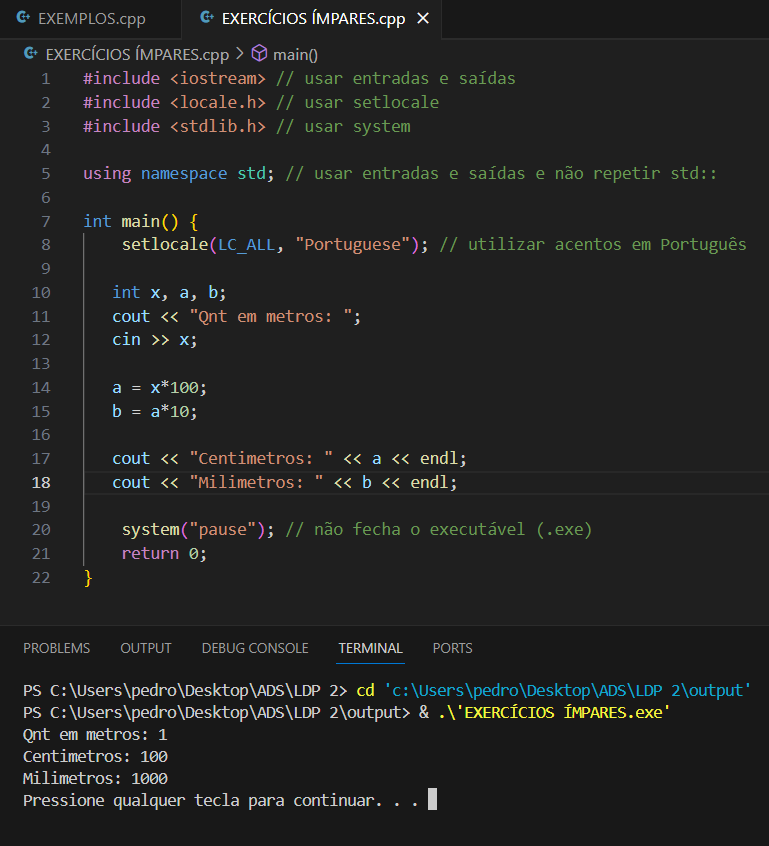 EXEMPLOS.cpp EXERCÍCIOS ÍMPARES.cpp ×
EXERCÍCIOS ÍMPARES.cpp > main()
1 #include <iostream> // usar entradas e saídas
2 #include <locale.h> // usar setlocale
3 #include <stdlib.h> // usar system
4
5 using namespace std; // usar entradas e saídas e não repetir std::
6
7 int main() {
8 setlocale(LC_ALL, "Portuguese"); // utilizar acentos em Português
9
10 int x, a, b;
11 cout << "Qnt em metros: ";
12 cin >> x;
13
14 a = x*100;
15 b = a*10;
16
17 cout << "Centimetros: " << a << endl;
18 cout << "Milimetros: " << b << endl;
19
20 system("pause"); // não fecha o executável (.exe)
21 return 0;
22 }
PROBLEMS OUTPUT DEBUG CONSOLE TERMINAL PORTS
PS C:\Users\pedro\Desktop\ADS\LDP 2> cd 'c:\Users\pedro\Desktop\ADS\LDP 2\output'
PS C:\Users\pedro\Desktop\ADS\LDP 2\output> & .\'EXERCÍCIOS ÍMPARES.exe'
Qnt em metros: 1
Centimetros: 100
Milimetros: 1000
Pressione qualquer tecla para continuar. . .